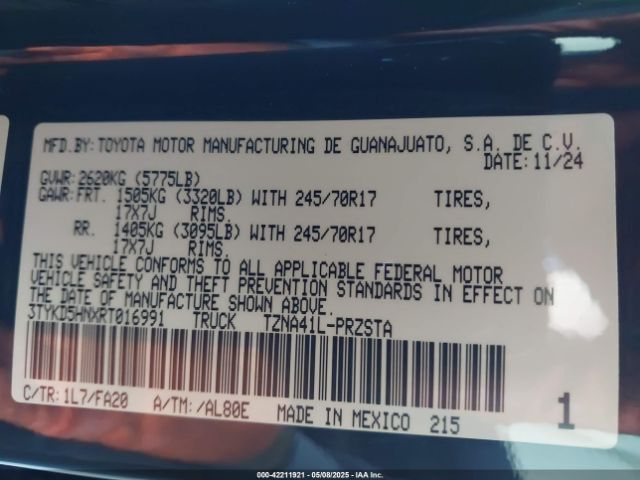 MFD.BY: TOYOTA MOTOR MANUFACTURING DE GUANAJUATO, S.A. DE C.V.
DATE: 11/24
GVWR: 2620KG (5775LB)
GAWR: FRT. 1505KG (3320LB) WITH 245/70R17 TIRES,
17X7J RIMS.
RR. 1405KG (3095LB) WITH 245/70R17 TIRES,
17X7J RIMS.
THIS VEHICLE CONFORMS TO ALL APPLICABLE FEDERAL MOTOR
VEHICLE SAFETY AND THEFT PREVENTION STANDARDS IN EFFECT ON
THE DATE OF MANUFACTURE SHOWN ABOVE.
3TYKD5HNXRT016991 TRUCK TZNA41L-PRZSTA
C/TR: 1L7/FA20 A/TM: /AL80E MADE IN MEXICO 215 1
000-42211921 | 05/08/2025 | IAA Inc.